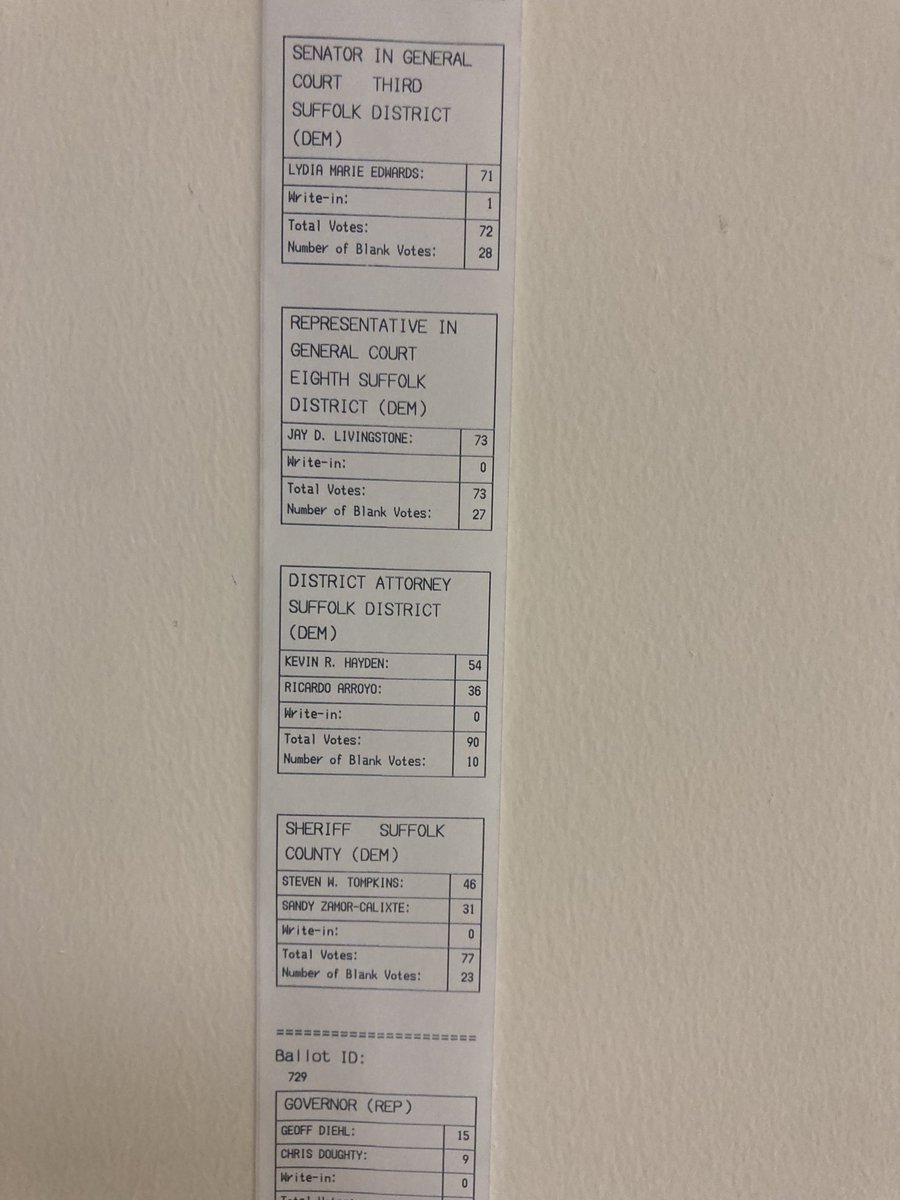 SENATOR IN GENERAL
COURT THIRD
SUFFOLK DISTRICT
(DEM)
LYDIA MARIE EDWARDS: 71
Write-in: 1
Total Votes: 72
Number of Blank Votes: 28
REPRESENTATIVE IN
GENERAL COURT
EIGHTH SUFFOLK
DISTRICT (DEM)
JAY D. LIVINGSTONE: 73
Write-in: 0
Total Votes: 73
Number of Blank Votes: 27
DISTRICT ATTORNEY
SUFFOLK DISTRICT
(DEM)
KEVIN R. HAYDEN: 54
RICARDO ARROYO: 36
Write-in: 0
Total Votes: 90
Number of Blank Votes: 10
SHERIFF SUFFOLK
COUNTY (DEM)
STEVEN W. TOMPKINS: 46
SANDY ZAMOR-CALIXTE: 31
Write-in: 0
Total Votes: 77
Number of Blank Votes: 23
======================
Ballot ID:
729
GOVERNOR (REP)
GEOFF DIEHL: 15
CHRIS DOUGHTY: 9
Write-in: 0